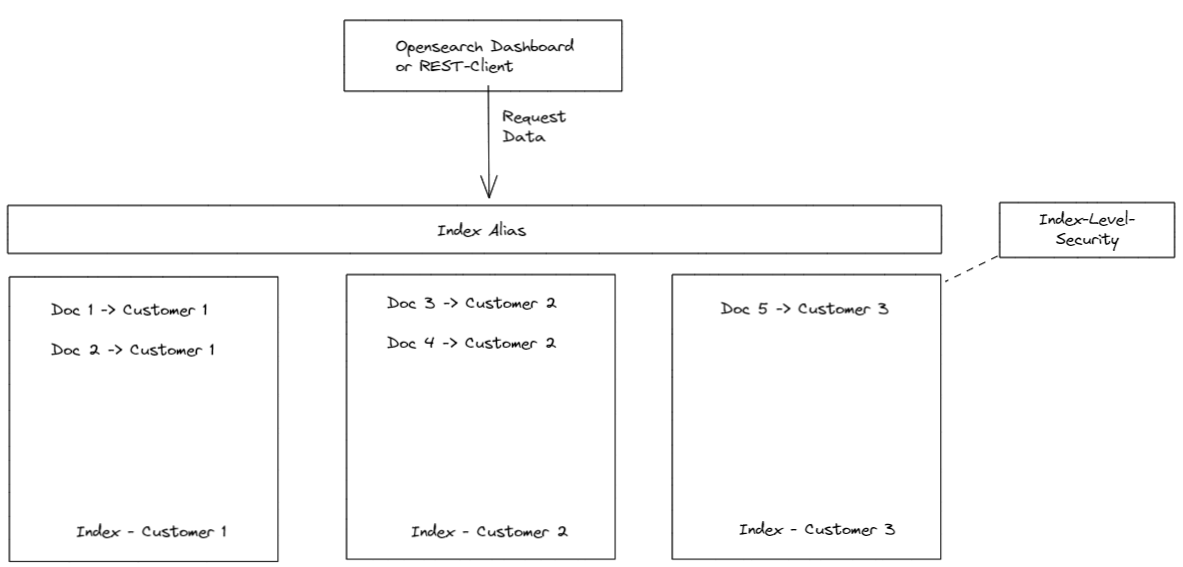 Opensearch Dashboard
or REST-Client
Request
Data
Index Alias
Index-Level-
Security
Doc 1 -> Customer 1
Doc 2 -> Customer 1
Index - Customer 1
Doc 3 -> Customer 2
Doc 4 -> Customer 2
Index - Customer 2
Doc 5 -> Customer 3
Index - Customer 3